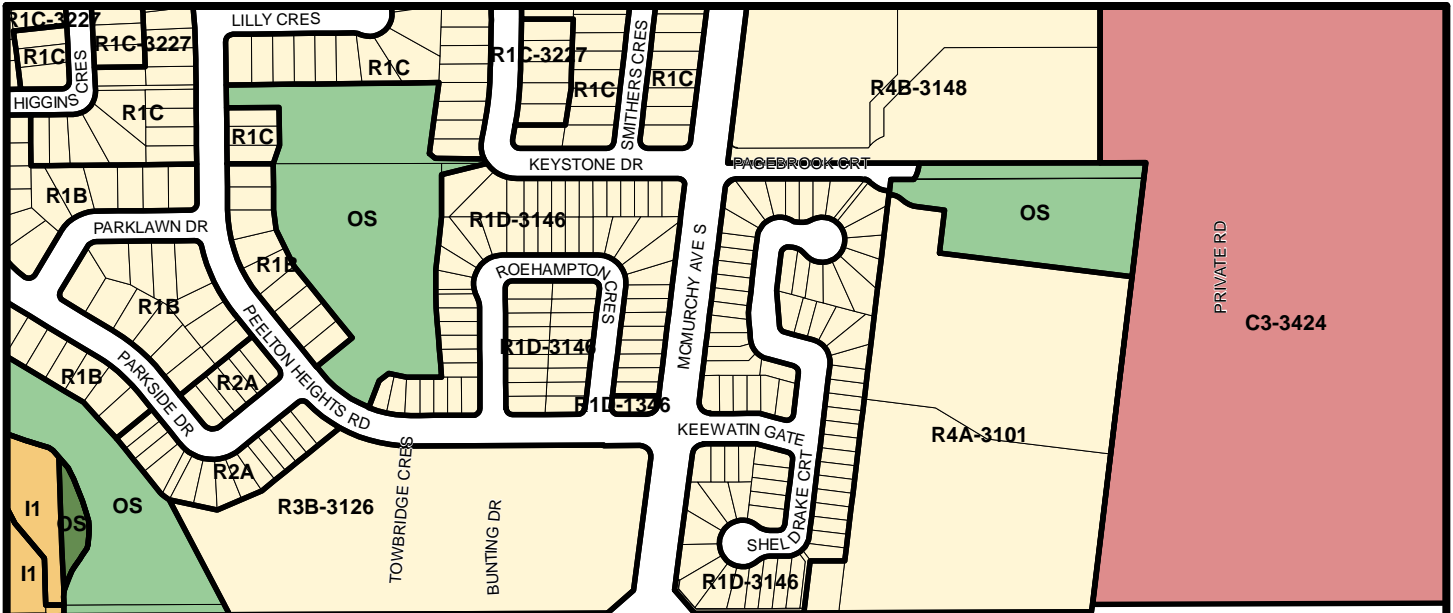 R1C-3227
LILLY CRES
R1C-3227
R1C
CRES
R1C-3227
R1C
SMITHERS CRES
R1C
R1C
R4B-3148
HIGGINS
R1C
R1C
KEYSTONE DR
PAGEBROOK CRT
R1B
OS
R1D-3146
OS
PARKLAWN DR
MCMURCHY AVE S
PRIVATE RD
R1B
ROEHAMPTON
CRES
R1B
PEELTON HEIGHTS RD
R1D-3146
C3-3424
PARKSIDE DR
R1B
R2A
R1D-1346
KEEWATIN GATE
R4A-3101
R2A
TOWBRIDGE CRES
BUNTING DR
R3B-3126
OS
I1
OS
SHELDRAKE CRT
I1
R1D-3146